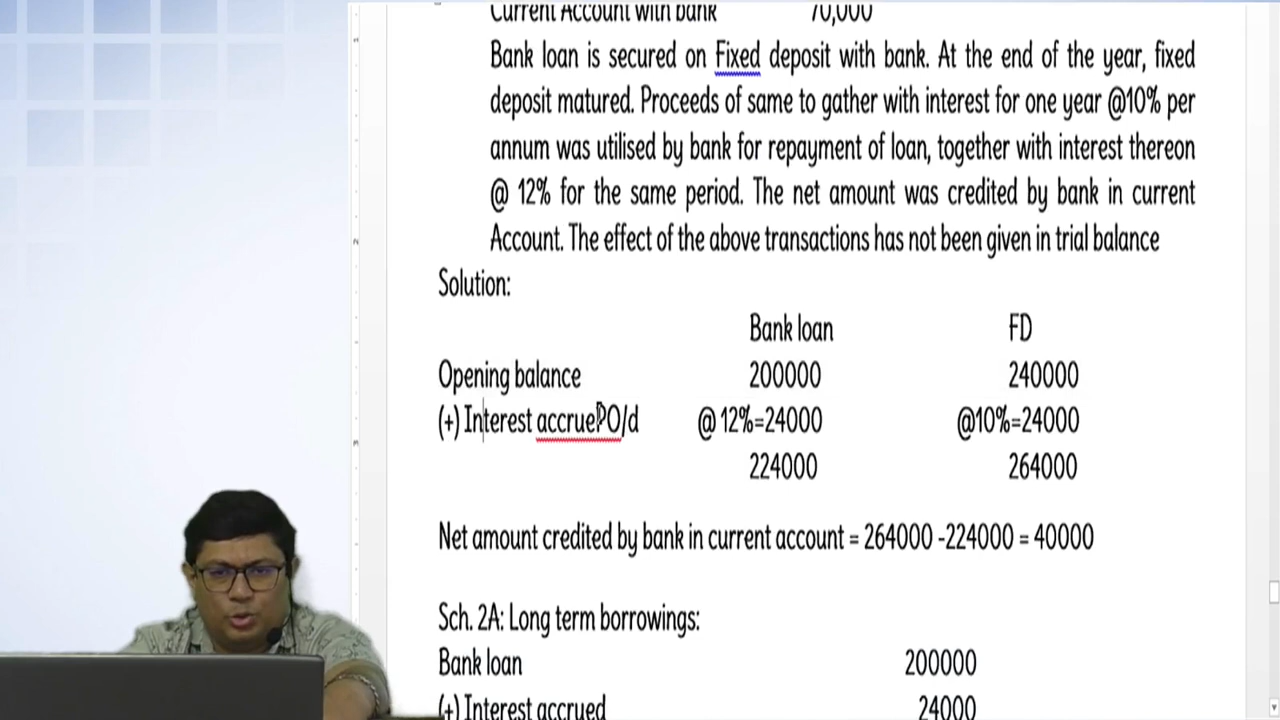 Current Account with bank 70,000
Bank loan is secured on Fixed deposit with bank. At the end of the year, fixed
deposit matured. Proceeds of same to gather with interest for one year @10% per
annum was utilised by bank for repayment of loan, together with interest thereon
@ 12% for the same period. The net amount was credited by bank in current
Account. The effect of the above transactions has not been given in trial balance
Solution:
Bank loan FD
Opening balance 200000 240000
(+) Interest accrue O/d @ 12%=24000 @10%=24000
224000 264000
Net amount credited by bank in current account = 264000 -224000 = 40000
Sch. 2A: Long term borrowings:
Bank loan 200000
(+) Interest accrued 24000